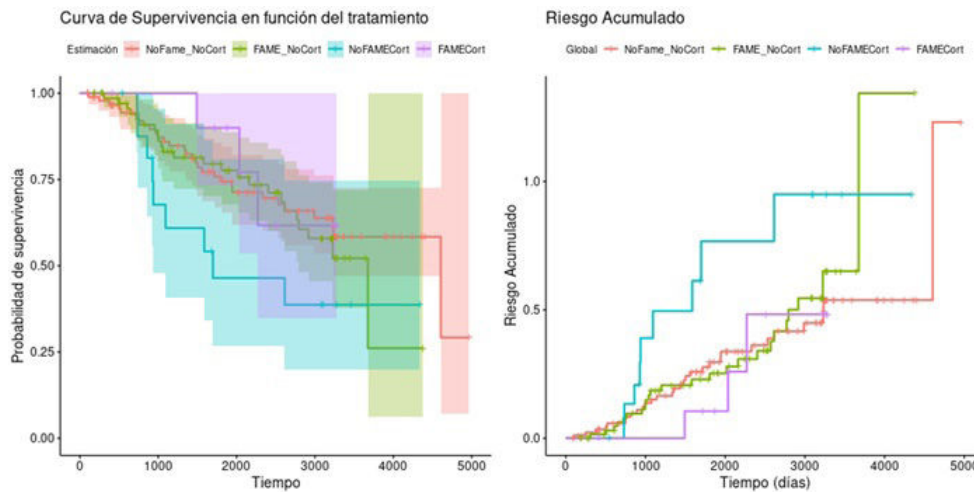 Curva de Supervivencia en función del tratamiento
Estimación NoFame_NoCort FAME_NoCort NoFAMECort FAMECort
Probabilidad de supervivencia
1.00
0.75
0.50
0.25
0.00
0 1000 2000 3000 4000 5000
Tiempo
Riesgo Acumulado
Global NoFame_NoCort FAME_NoCort NoFAMECort FAMECort
Riesgo Acumulado
1.0
0.5
0.0
0 1000 2000 3000 4000 5000
Tiempo (días)